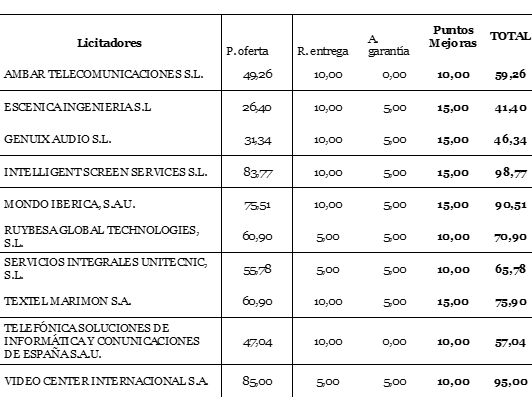 Licitadores P. oferta R. entrega A. garantía Puntos Mejoras TOTAL
AMBAR TELECOMUNICACIONES S.L. 49,26 10,00 0,00 10,00 59,26
ESCENICA INGENIERIA S.L 26,40 10,00 5,00 15,00 41,40
GENUIX AUDIO S.L. 31,34 10,00 5,00 15,00 46,34
INTELLIGENT SCREEN SERVICES S.L. 83,77 10,00 5,00 15,00 98,77
MONDO IBERICA, S.A.U. 75,51 10,00 5,00 15,00 90,51
RUYBESA GLOBAL TECHNOLOGIES,
S.L. 60,90 5,00 5,00 10,00 70,90
SERVICIOS INTEGRALES UNITECNIC,
S.L. 55,78 5,00 5,00 10,00 65,78
TEXTEL MARIMON S.A. 60,90 10,00 5,00 15,00 75,90
TELEFÓNICA SOLUCIONES DE
INFORMÁTICA Y CONUNICACIONES
DE ESPAÑA S.A.U. 47,04 10,00 0,00 10,00 57,04
VIDEO CENTER INTERNACIONAL S.A. 85,00 5,00 5,00 10,00 95,00